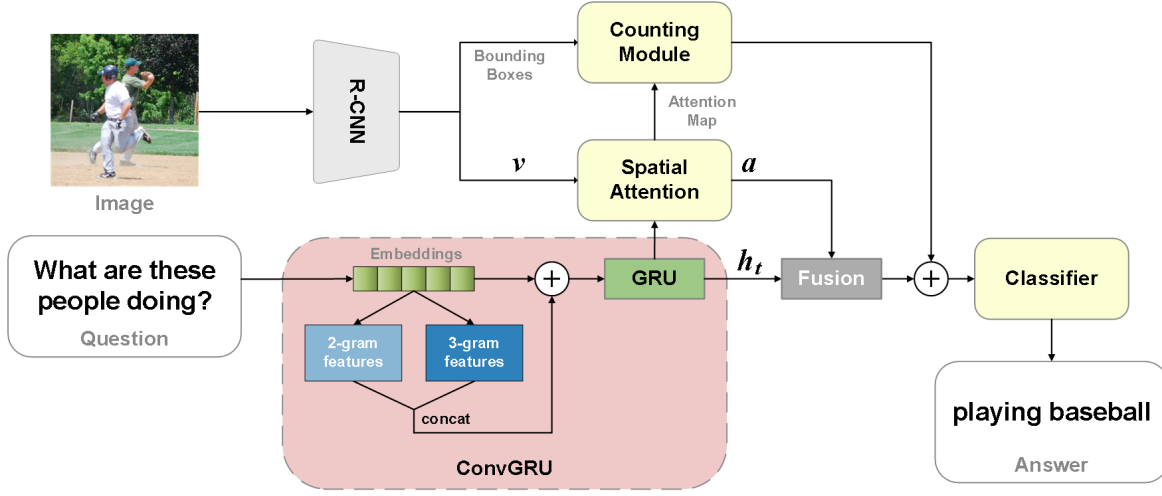 Image
R-CNN
Bounding
Boxes
Counting
Module
Attention
Map
v
Spatial
Attention
a
What are these
people doing?
Question
Embeddings
2-gram
features
3-gram
features
concat
+
GRU
ConvGRU
h_t
Fusion
+
Classifier
playing baseball
Answer